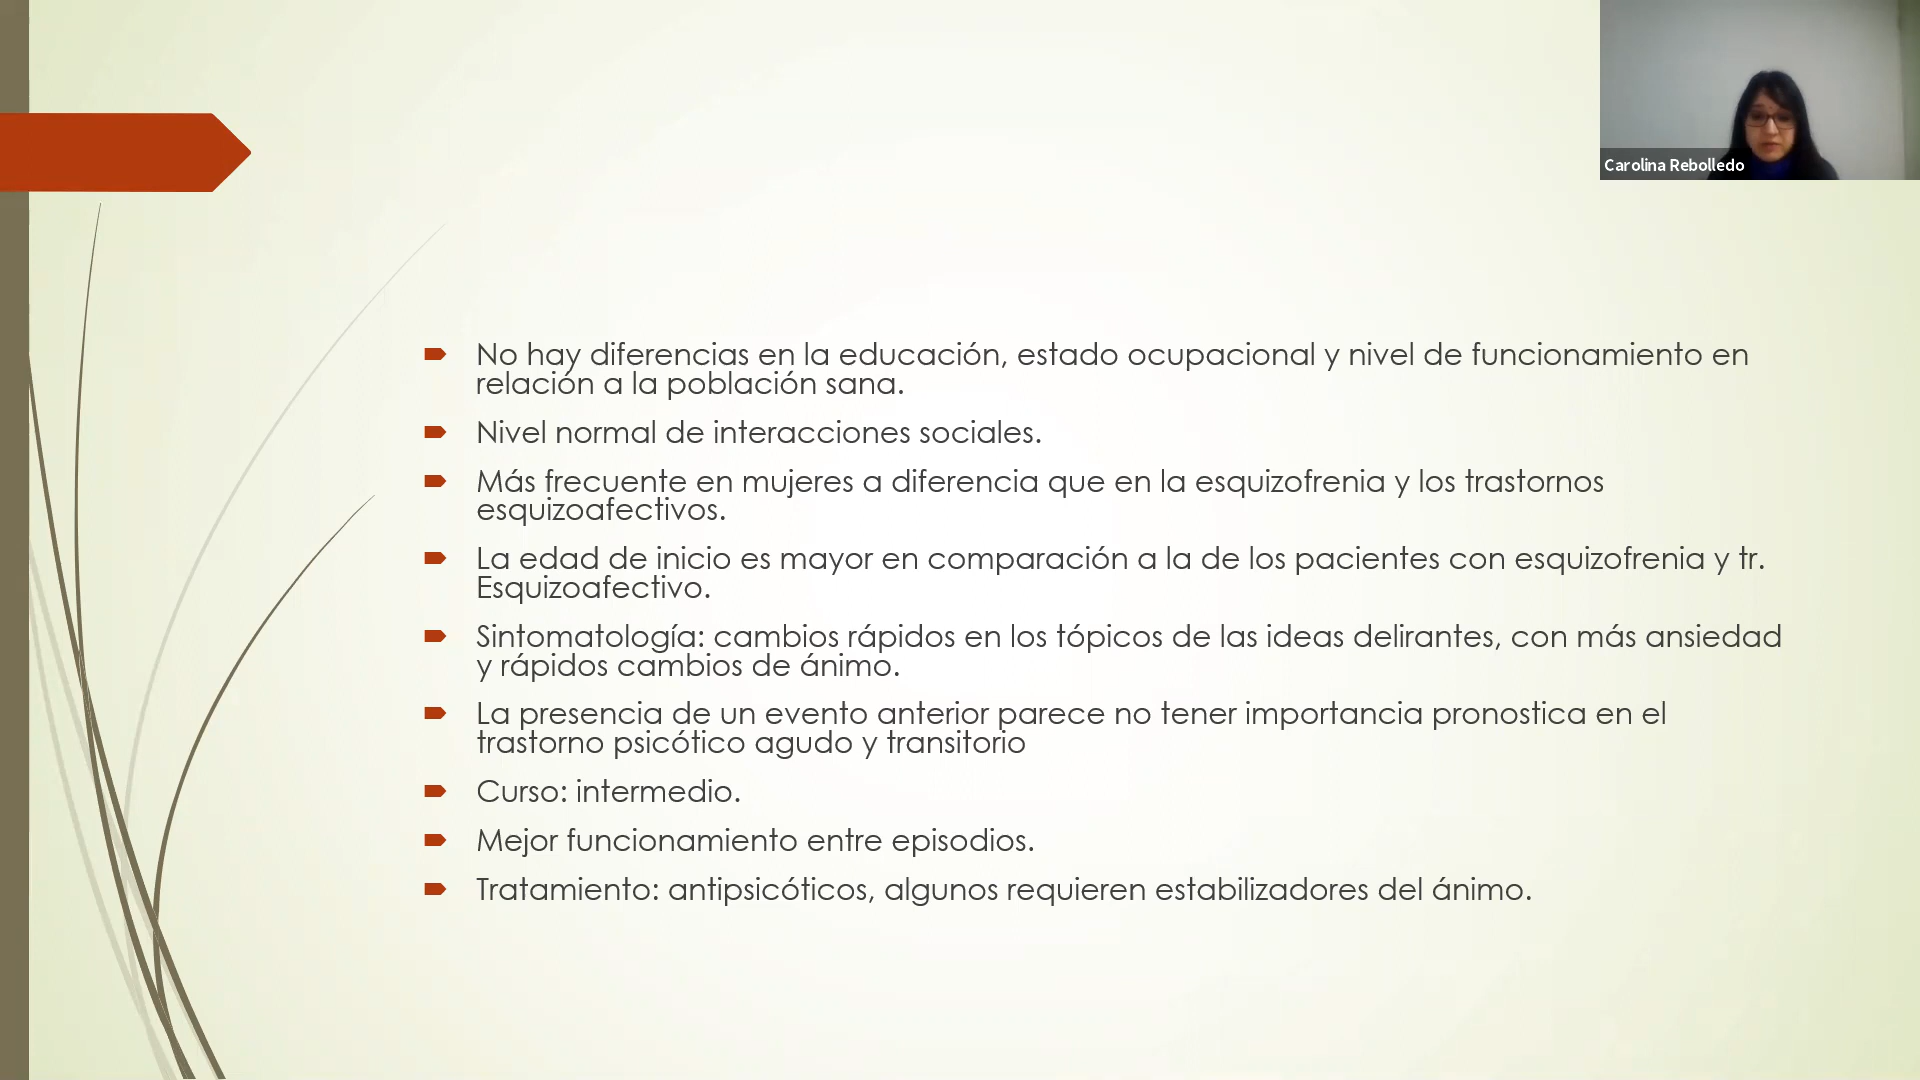 Carolina Rebolledo
No hay diferencias en la educación, estado ocupacional y nivel de funcionamiento en
relación a la población sana.
Nivel normal de interacciones sociales.
Más frecuente en mujeres a diferencia que en la esquizofrenia y los trastornos
esquizoafectivos.
La edad de inicio es mayor en comparación a la de los pacientes con esquizofrenia y tr.
Esquizoafectivo.
Sintomatología: cambios rápidos en los tópicos de las ideas delirantes, con más ansiedad
y rápidos cambios de ánimo.
La presencia de un evento anterior parece no tener importancia pronostica en el
trastorno psicótico agudo y transitorio
Curso: intermedio.
Mejor funcionamiento entre episodios.
Tratamiento: antipsicóticos, algunos requieren estabilizadores del ánimo.